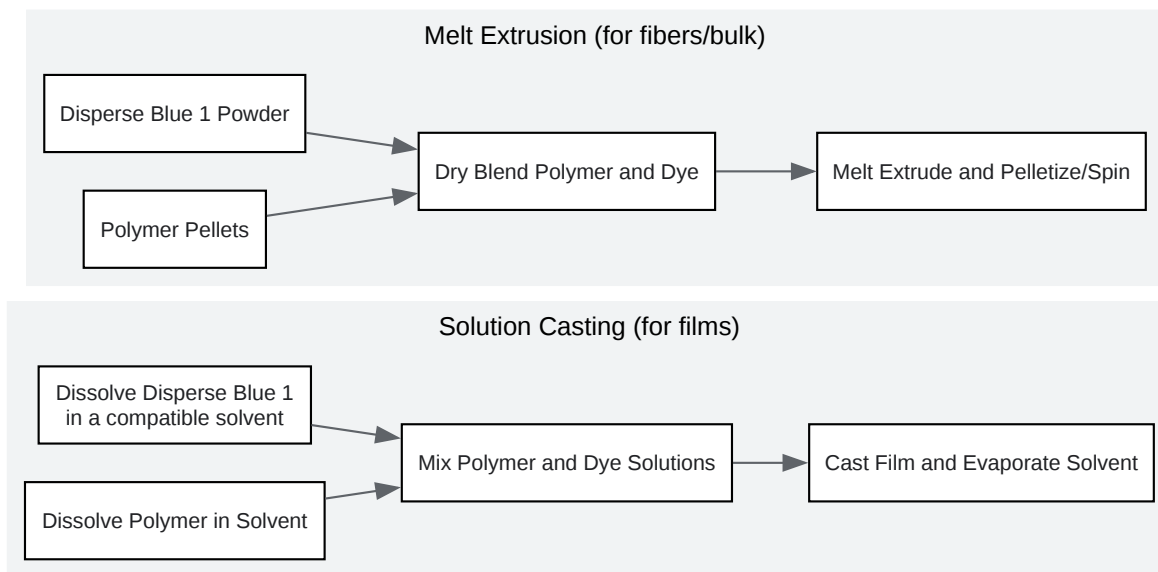 Melt Extrusion (for fibers/bulk)
Disperse Blue 1 Powder
Polymer Pellets
Dry Blend Polymer and Dye
Melt Extrude and Pelletize/Spin
Solution Casting (for films)
Dissolve Disperse Blue 1
in a compatible solvent
Dissolve Polymer in Solvent
Mix Polymer and Dye Solutions
Cast Film and Evaporate Solvent